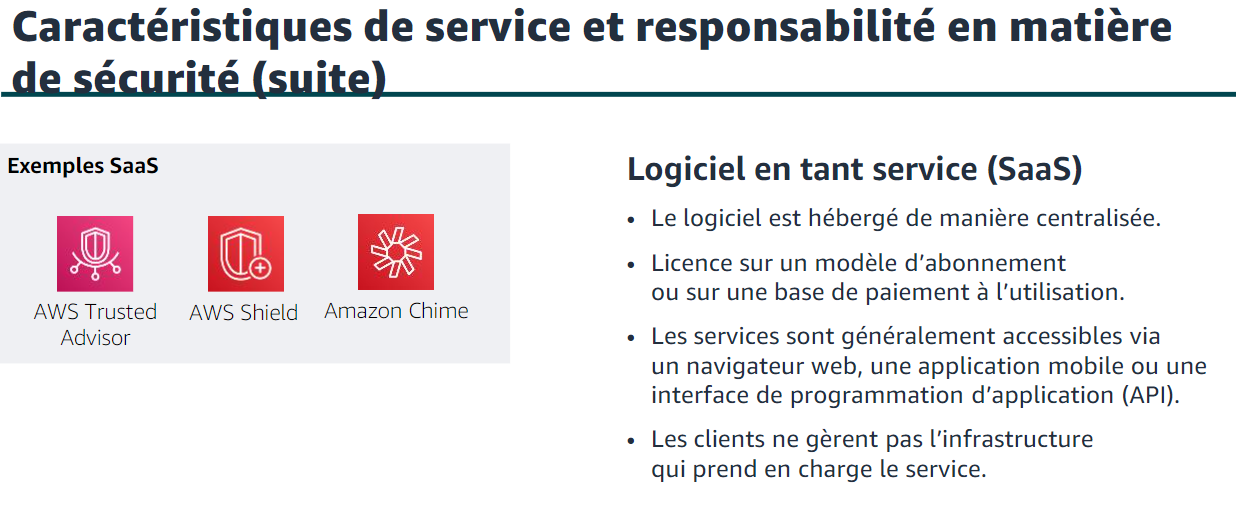 Caractéristiques de service et responsabilité en matière
de sécurité (suite)
Exemples SaaS
AWS Trusted
Advisor
AWS Shield
Amazon Chime
Logiciel en tant service (SaaS)
• Le logiciel est hébergé de manière centralisée.
• Licence sur un modèle d’abonnement
ou sur une base de paiement à l’utilisation.
• Les services sont généralement accessibles via
un navigateur web, une application mobile ou une
interface de programmation d’application (API).
• Les clients ne gèrent pas l’infrastructure
qui prend en charge le service.